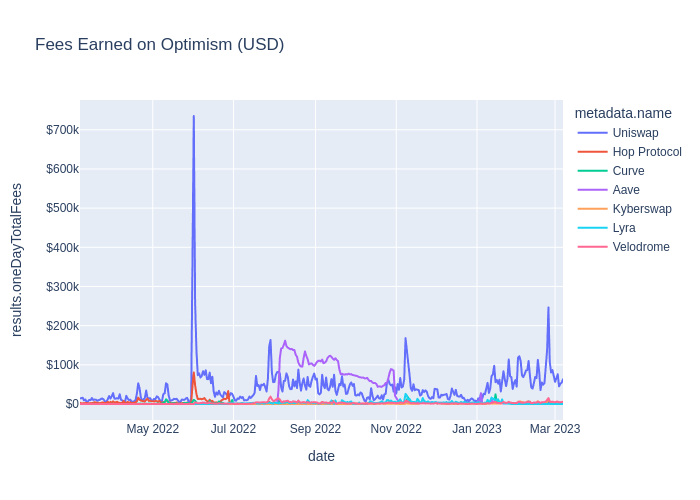 Fees Earned on Optimism (USD)
metadata.name
Uniswap
Hop Protocol
Curve
Aave
Kyberswap
Lyra
Velodrome
results.oneDayTotalFees
$700k
$600k
$500k
$400k
$300k
$200k
$100k
$0
May 2022
Jul 2022
Sep 2022
Nov 2022
Jan 2023
Mar 2023
date